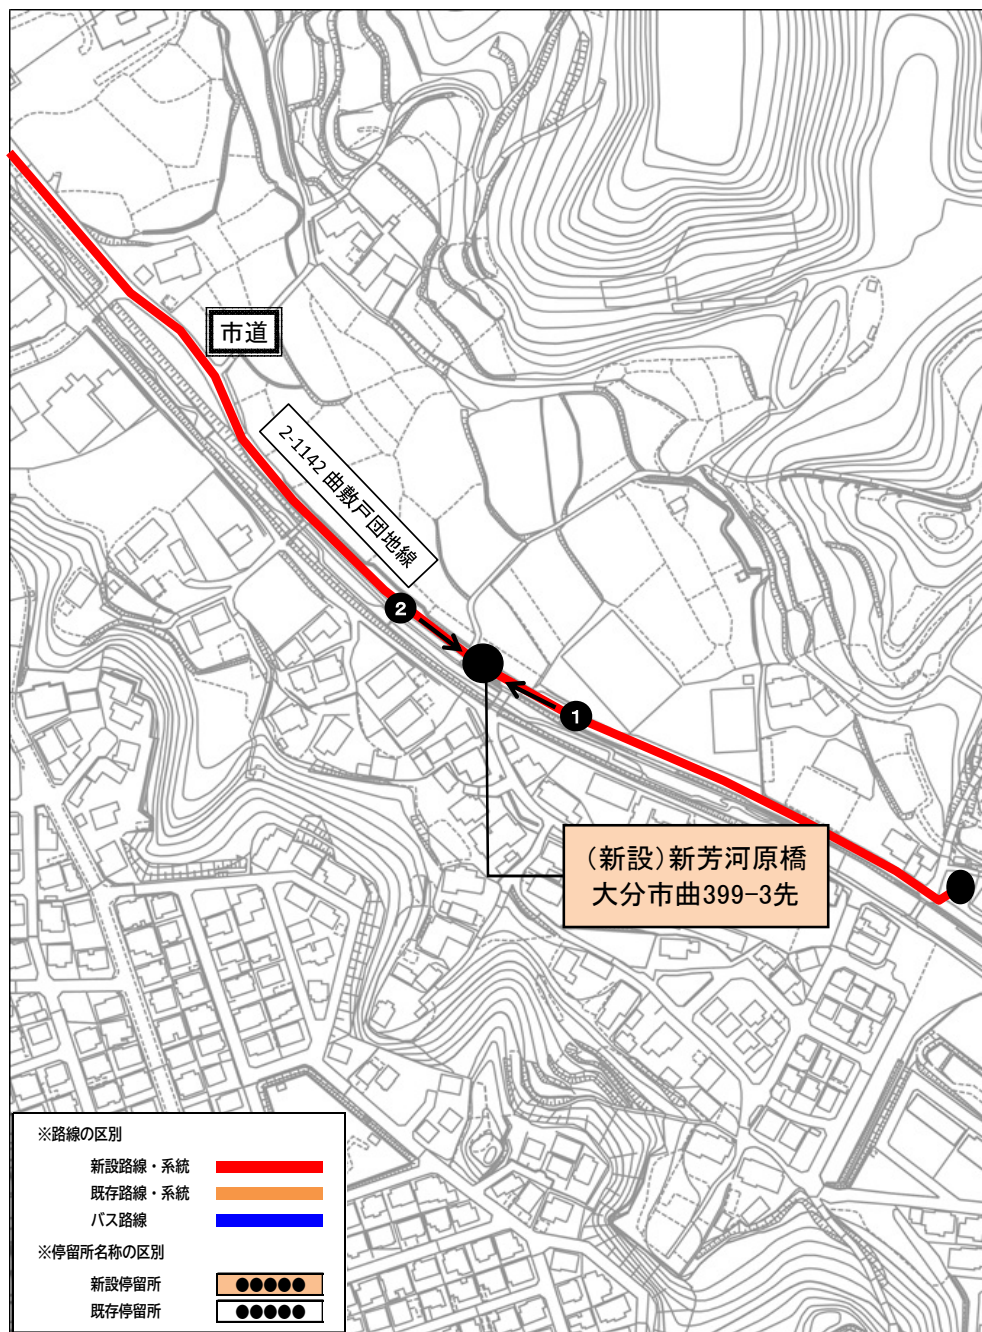 市道
2-1142 曲敷戸団地線
2
1
（新設）新芳河原橋
大分市曲399-3先
※路線の区別
新設路線・系統
既存路線・系統
バス路線
※停留所名称の区別
新設停留所 ●●●●●
既存停留所 ●●●●●